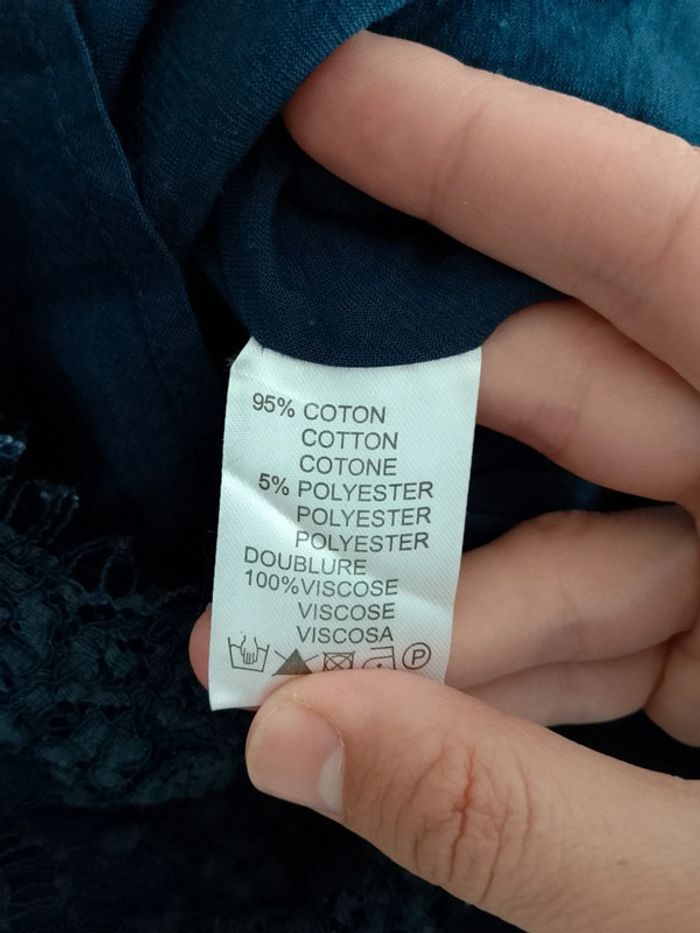 95% COTON
COTTON
COTONE
5% POLYESTER
POLYESTER
POLYESTER
DOUBLURE
100%VISCOSE
VISCOSE
VISCOSA
P